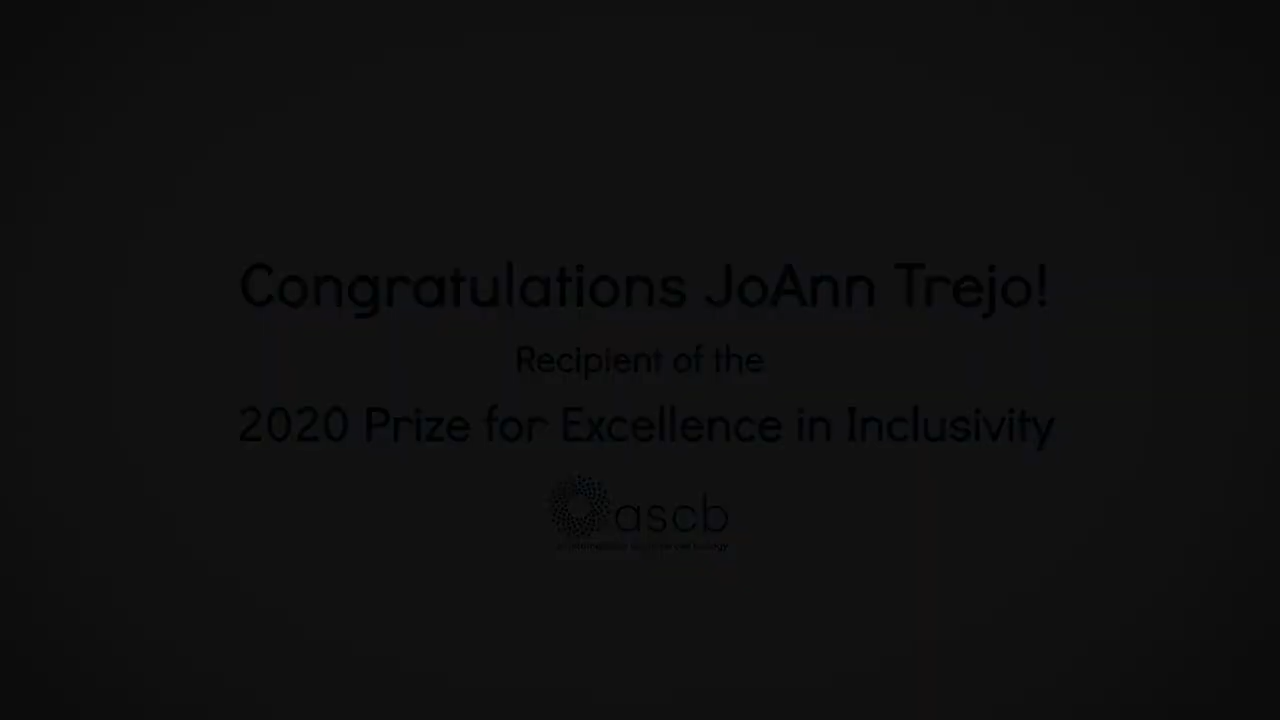 Congratulations JoAnn Trejo!
Recipient of the
2020 Prize for Excellence in Inclusivity
ascb